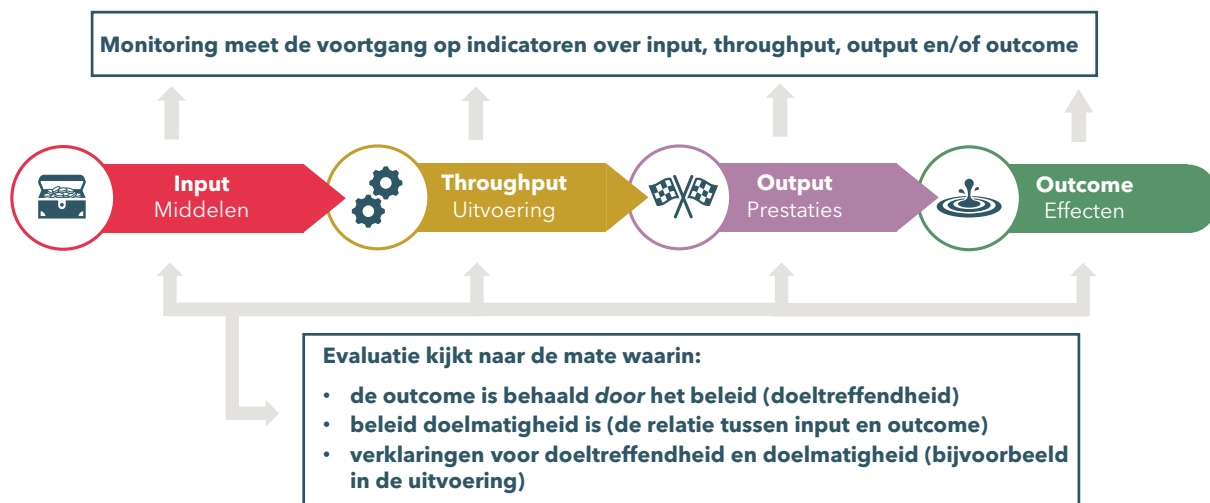 Monitoring meet de voortgang op indicatoren over input, throughput, output en/of outcome
Input
Middelen
Throughput
Uitvoering
Output
Prestaties
Outcome
Effecten
Evaluatie kijkt naar de mate waarin:
• de outcome is behaald door het beleid (doeltreffendheid)
• beleid doelmatigheid is (de relatie tussen input en outcome)
• verklaringen voor doeltreffendheid en doelmatigheid (bijvoorbeeld
in de uitvoering)